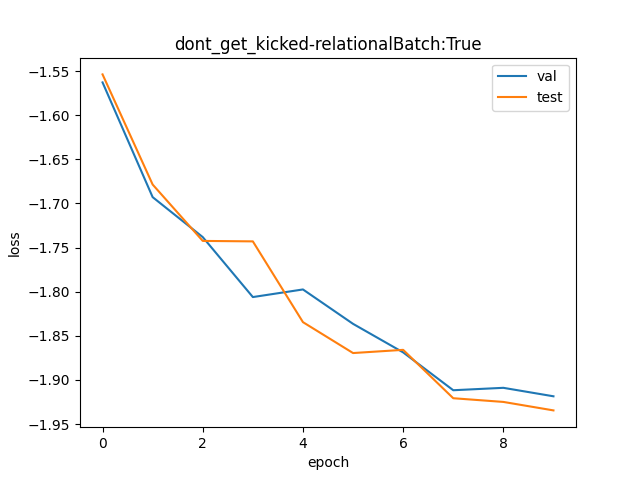 dont_get_kicked-relationalBatch:True
−1.55
−1.60
−1.65
−1.70
−1.75
−1.80
−1.85
−1.90
−1.95
loss
val
test
0 2 4 6 8
epoch